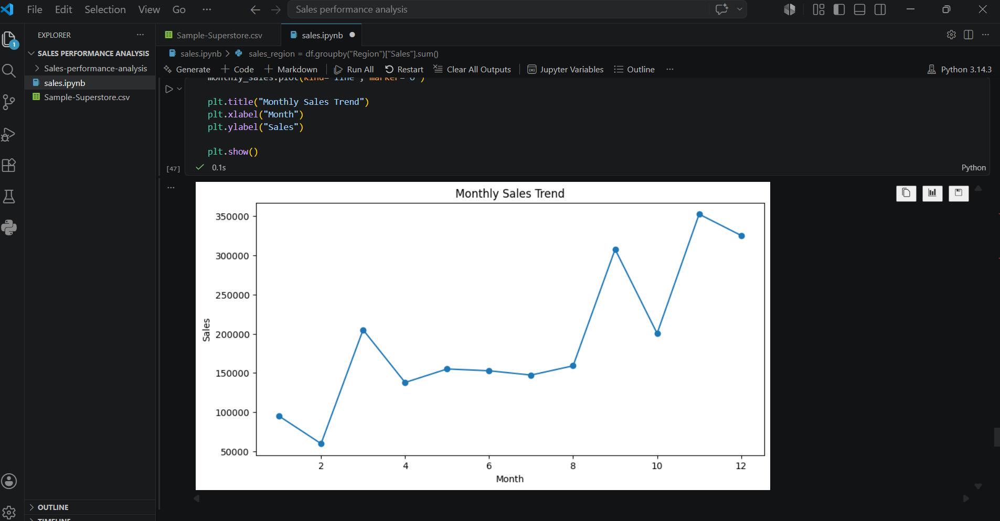 File Edit Selection View Go ··· Sales performance analysis
EXPLORER ···
SALES PERFORMANCE ANALYSIS
Sales-performance-analysis
sales.ipynb
Sample-Superstore.csv
OUTLINE
TIMELINE
1
Sample-Superstore.csv sales.ipynb
sales.ipynb > sales_region = df.groupby("Region")["Sales"].sum()
Generate + Code + Markdown Run All Restart Clear All Outputs Jupyter Variables Outline ··· Python 3.14.3
monthly_sales.plot(kind='line', marker='o')
plt.title("Monthly Sales Trend")
plt.xlabel("Month")
plt.ylabel("Sales")
plt.show()
[47] 0.1s Python
Monthly Sales Trend
350000
300000
250000
200000
150000
100000
50000
Sales
2 4 6 8 10 12
Month